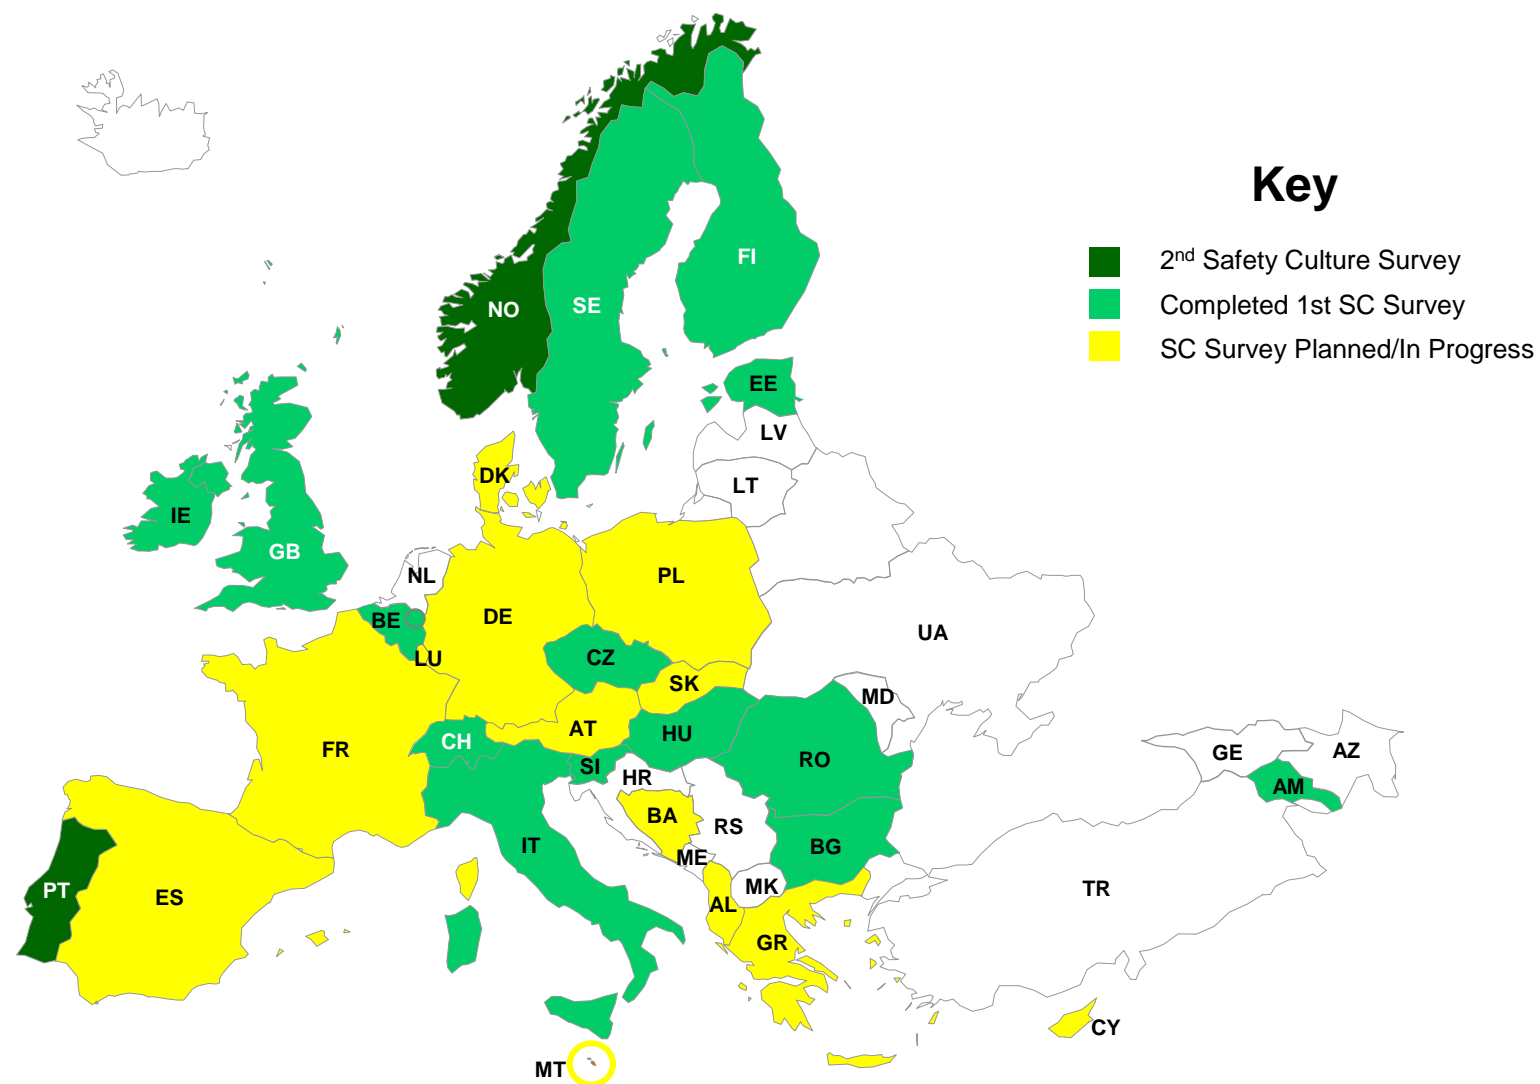 Key
2nd Safety Culture Survey
Completed 1st SC Survey
SC Survey Planned/In Progress
FI
NO
SE
EE
LV
DK
LT
IE
GB
NL
PL
BE
DE
UA
CZ
LU
SK
MD
AT
HU
CH
FR
SI
RO
GE
AZ
HR
AM
BA
RS
IT
BG
ME
PT
ES
MK
TR
AL
GR
CY
MT